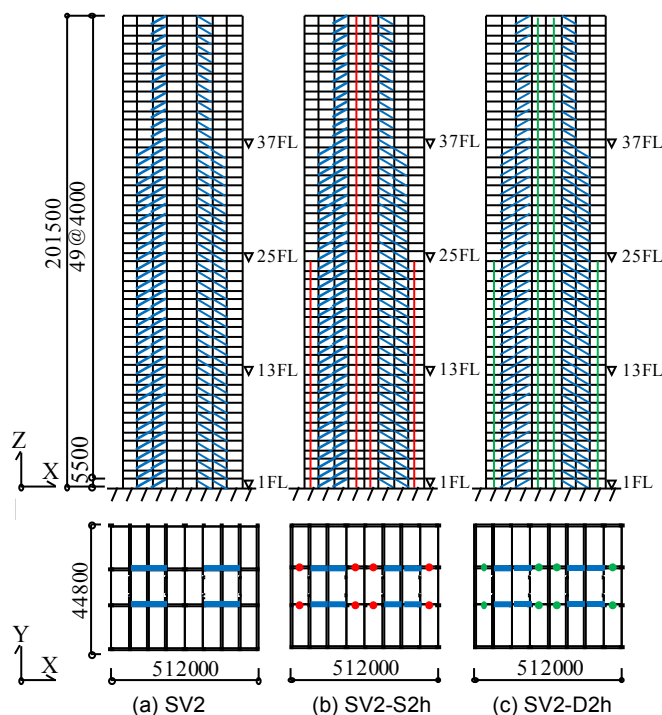 37FL
37FL
37FL
25FL
25FL
25FL
13FL
13FL
13FL
1FL
1FL
1FL
201500
49@4000
5500
Z
X
44800
Y
X
512000
512000
512000
(a) SV2
(b) SV2-S2h
(c) SV2-D2h